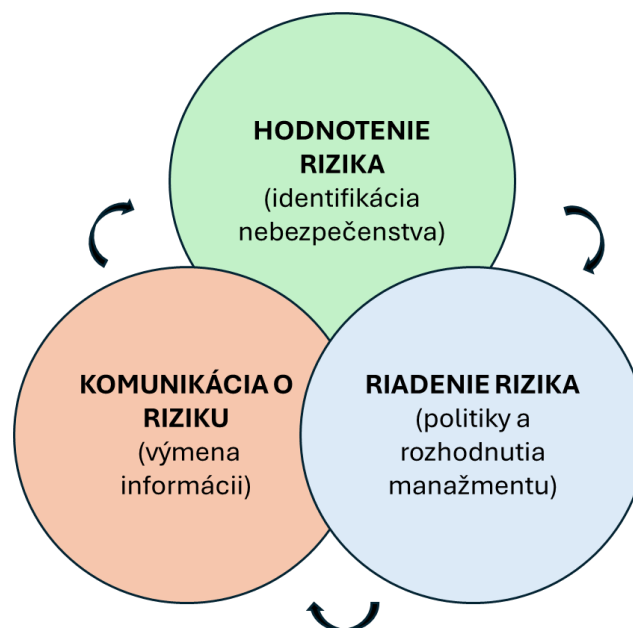 HODNOTENIE
RIZIKA
(identifikácia
nebezpečenstva)
KOMUNIKÁCIA O
RIZIKU
(výmena
informácii)
RIADENIE RIZIKA
(politiky a
rozhodnutia
manažmentu)